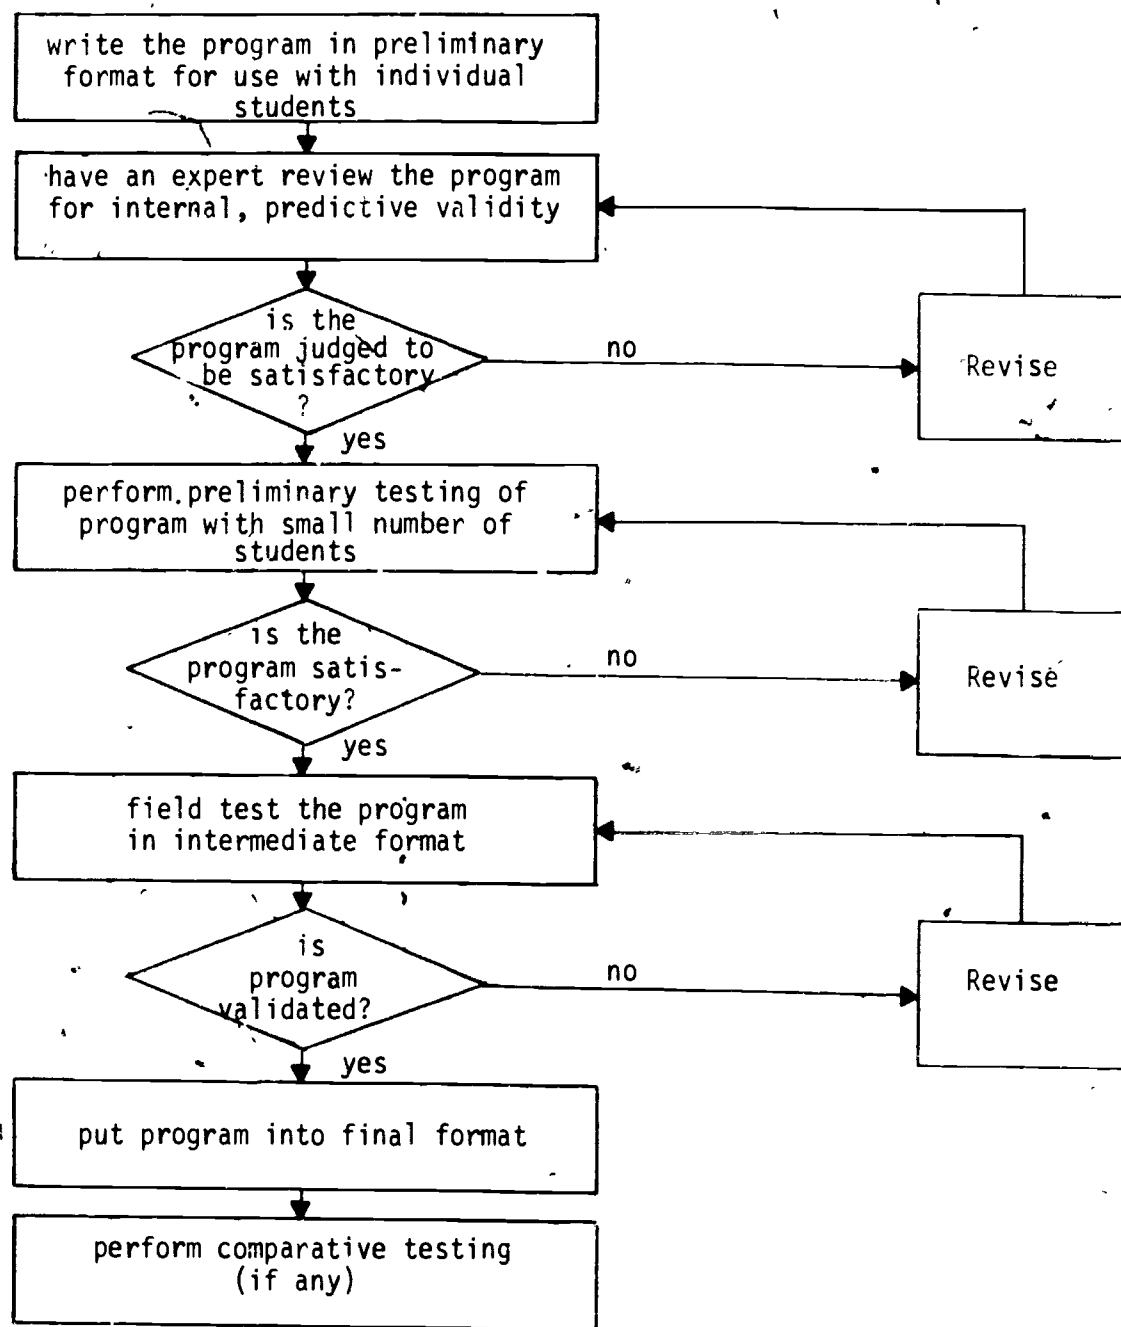 write the program in preliminary
format for use with individual
students
have an expert review the program
for internal, predictive validity
is the
program judged to
be satisfactory
?
no
Revise
yes
perform preliminary testing of
program with small number of
students
is the
program satis-
factory?
no
Revise
yes
field test the program
in intermediate format
is
program
validated?
no
Revise
yes
put program into final format
perform comparative testing
(if any)